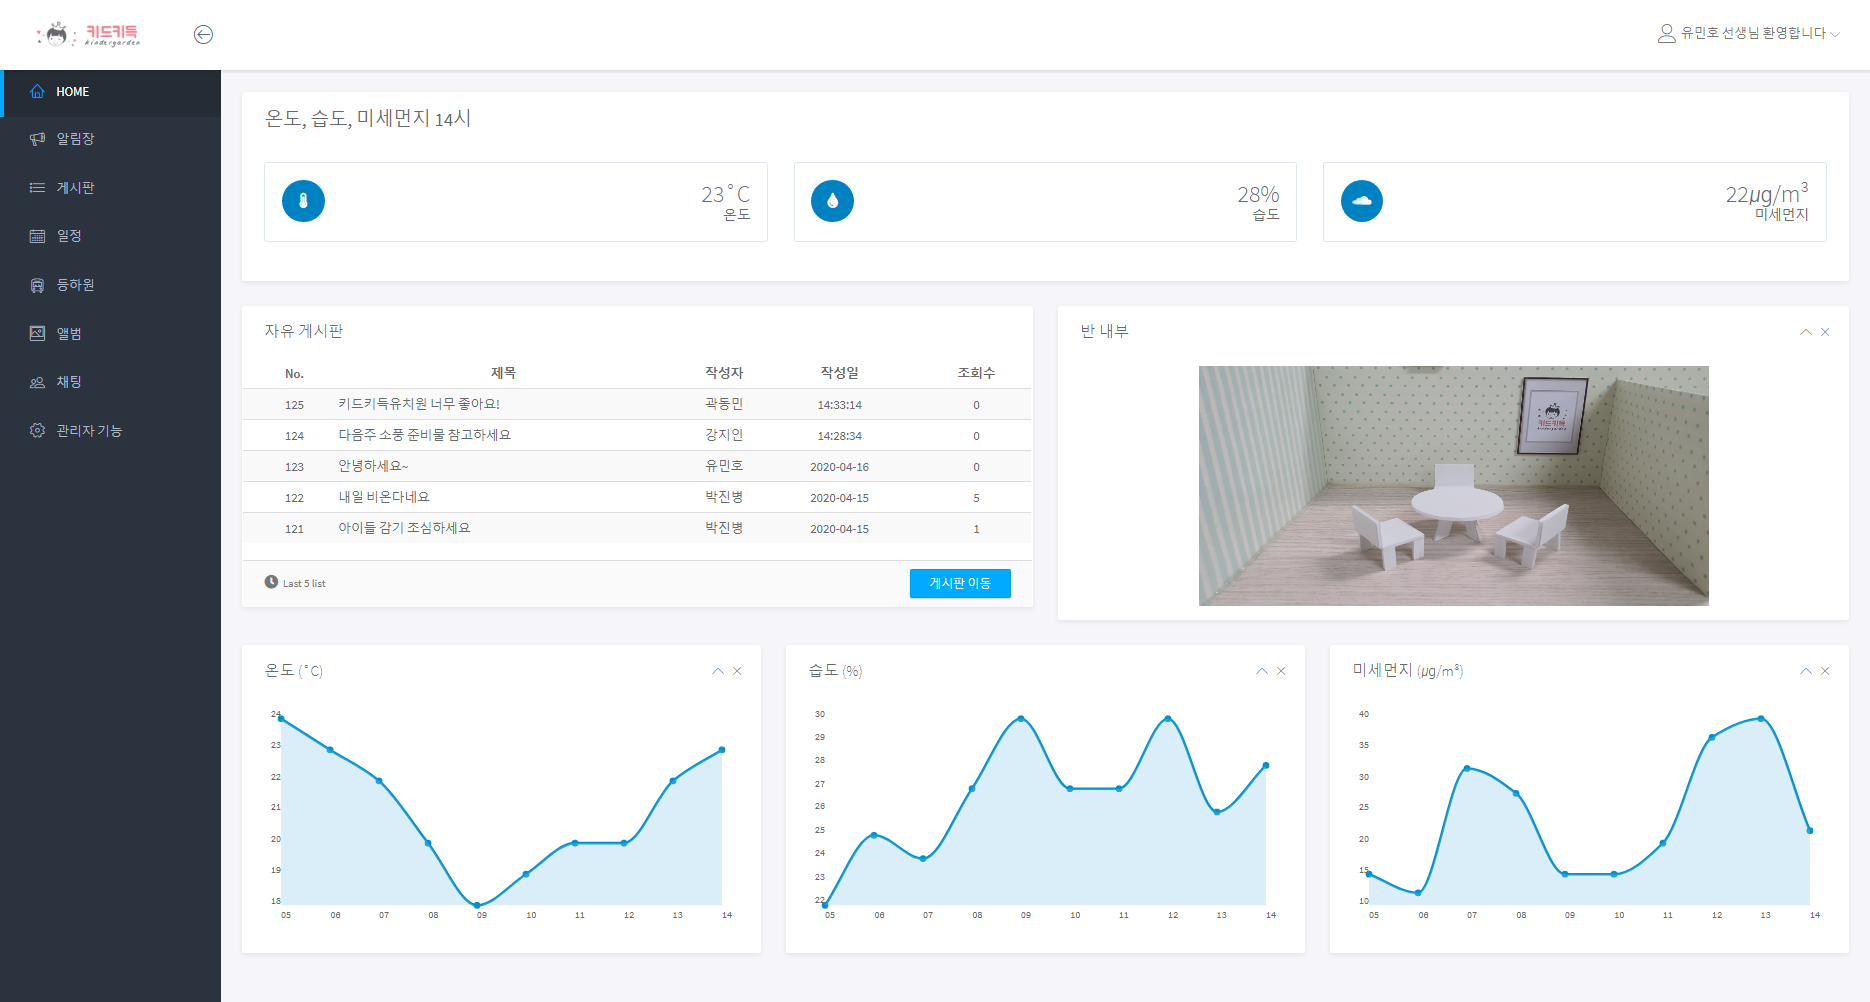 키드키득
kindergarden
유민호 선생님 환영합니다
HOME
알림장
게시판
일정
등하원
앨범
채팅
관리자 기능
온도, 습도, 미세먼지 14시
23˚C
온도
28%
습도
22µg/m³
미세먼지
자유 게시판
No. 제목 작성자 작성일 조회수
125 키드키득유치원 너무 좋아요! 곽동민 14:33:14 0
124 다음주 소풍 준비물 참고하세요 강지인 14:28:34 0
123 안녕하세요~ 유민호 2020-04-16 0
122 내일 비온다네요 박진병 2020-04-15 5
121 아이들 감기 조심하세요 박진병 2020-04-15 1
Last 5 list
게시판 이동
반 내부
키드키득
kindergarden
온도 (˚C)
24
23
22
21
20
19
18
05 06 07 08 09 10 11 12 13 14
습도 (%)
30
29
28
27
26
25
24
23
22
05 06 07 08 09 10 11 12 13 14
미세먼지 (µg/m³)
40
35
30
25
20
15
10
05 06 07 08 09 10 11 12 13 14